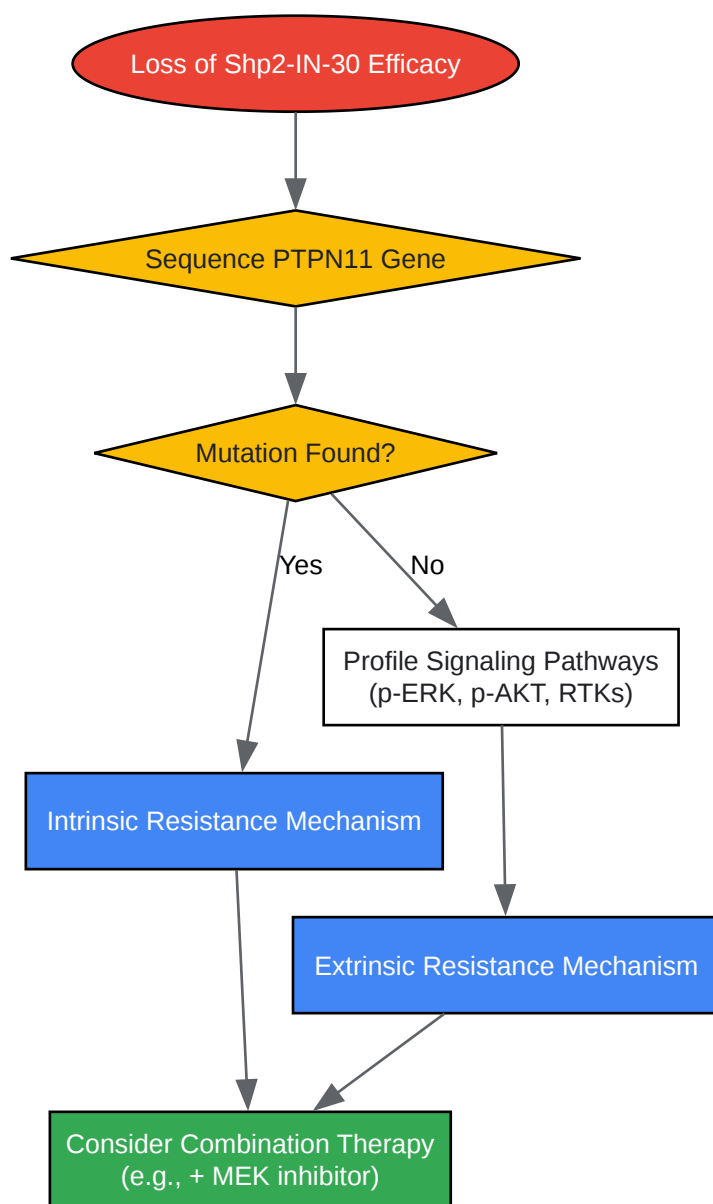 Loss of Shp2-IN-30 Efficacy
Sequence PTPN11 Gene
Mutation Found?
Yes
No
Profile Signaling Pathways
(p-ERK, p-AKT, RTKs)
Intrinsic Resistance Mechanism
Extrinsic Resistance Mechanism
Consider Combination Therapy
(e.g., + MEK inhibitor)